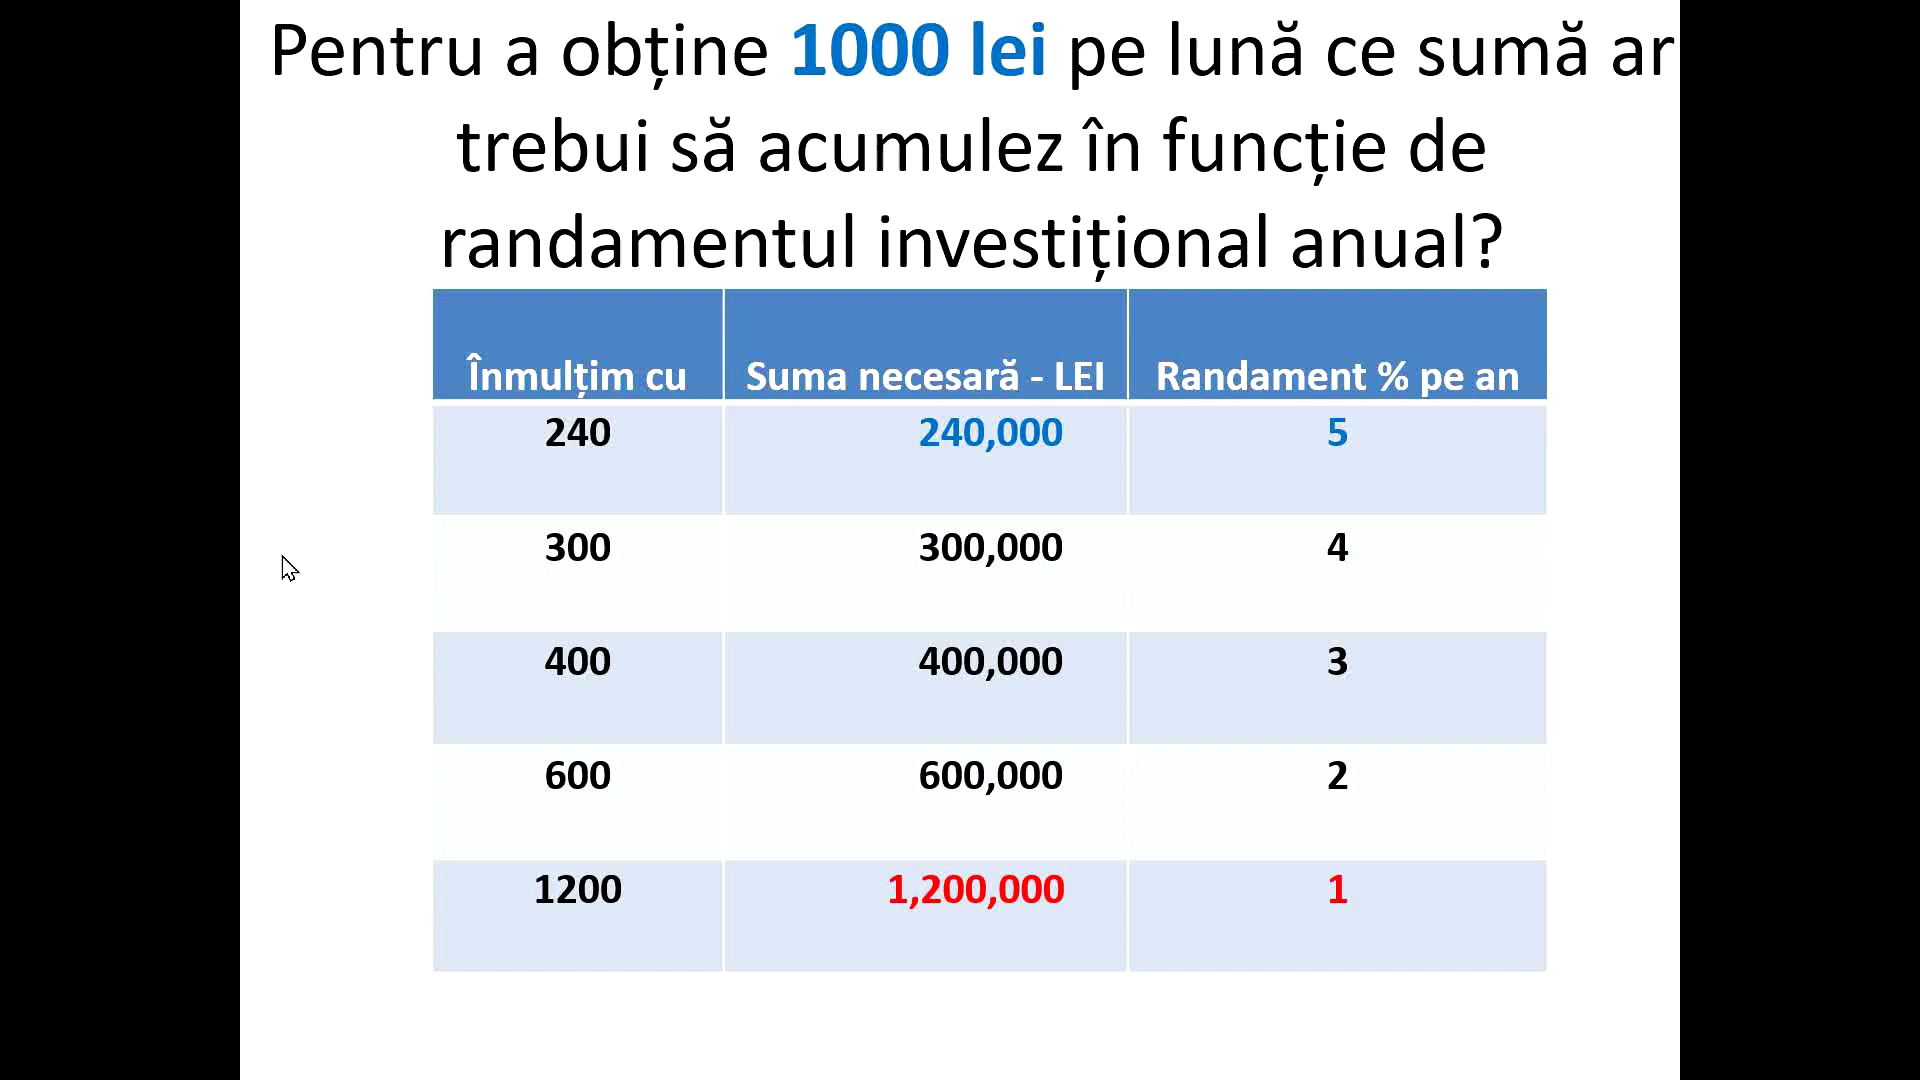 Pentru a obține 1000 lei pe lună ce sumă ar
trebui să acumulez în funcție de
randamentul investițional anual?
Înmulțim cu Suma necesară - LEI Randament % pe an
240 240,000 5
300 300,000 4
400 400,000 3
600 600,000 2
1200 1,200,000 1